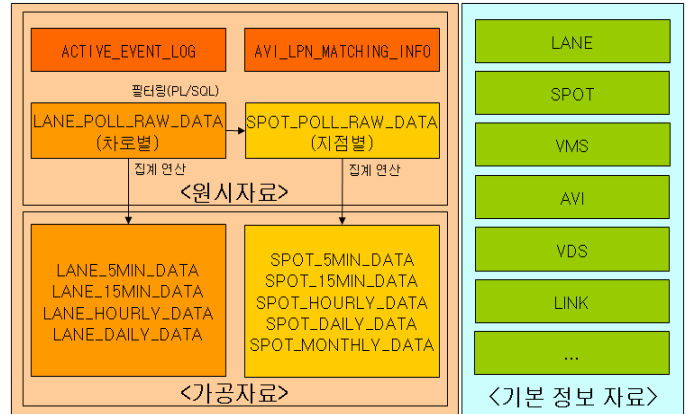 ACTIVE_EVENT_LOG
AVI_LPN_MATCHING_INFO
필터링(PL/SQL)
LANE_POLL_RAW_DATA
(차로별)
SPOT_POLL_RAW_DATA
(지점별)
집계 연산
집계 연산
<원시자료>
LANE_5MIN_DATA
LANE_15MIN_DATA
LANE_HOURLY_DATA
LANE_DAILY_DATA
SPOT_5MIN_DATA
SPOT_15MIN_DATA
SPOT_HOURLY_DATA
SPOT_DAILY_DATA
SPOT_MONTHLY_DATA
<가공자료>
LANE
SPOT
VMS
AVI
VDS
LINK
...
<기본 정보 자료>